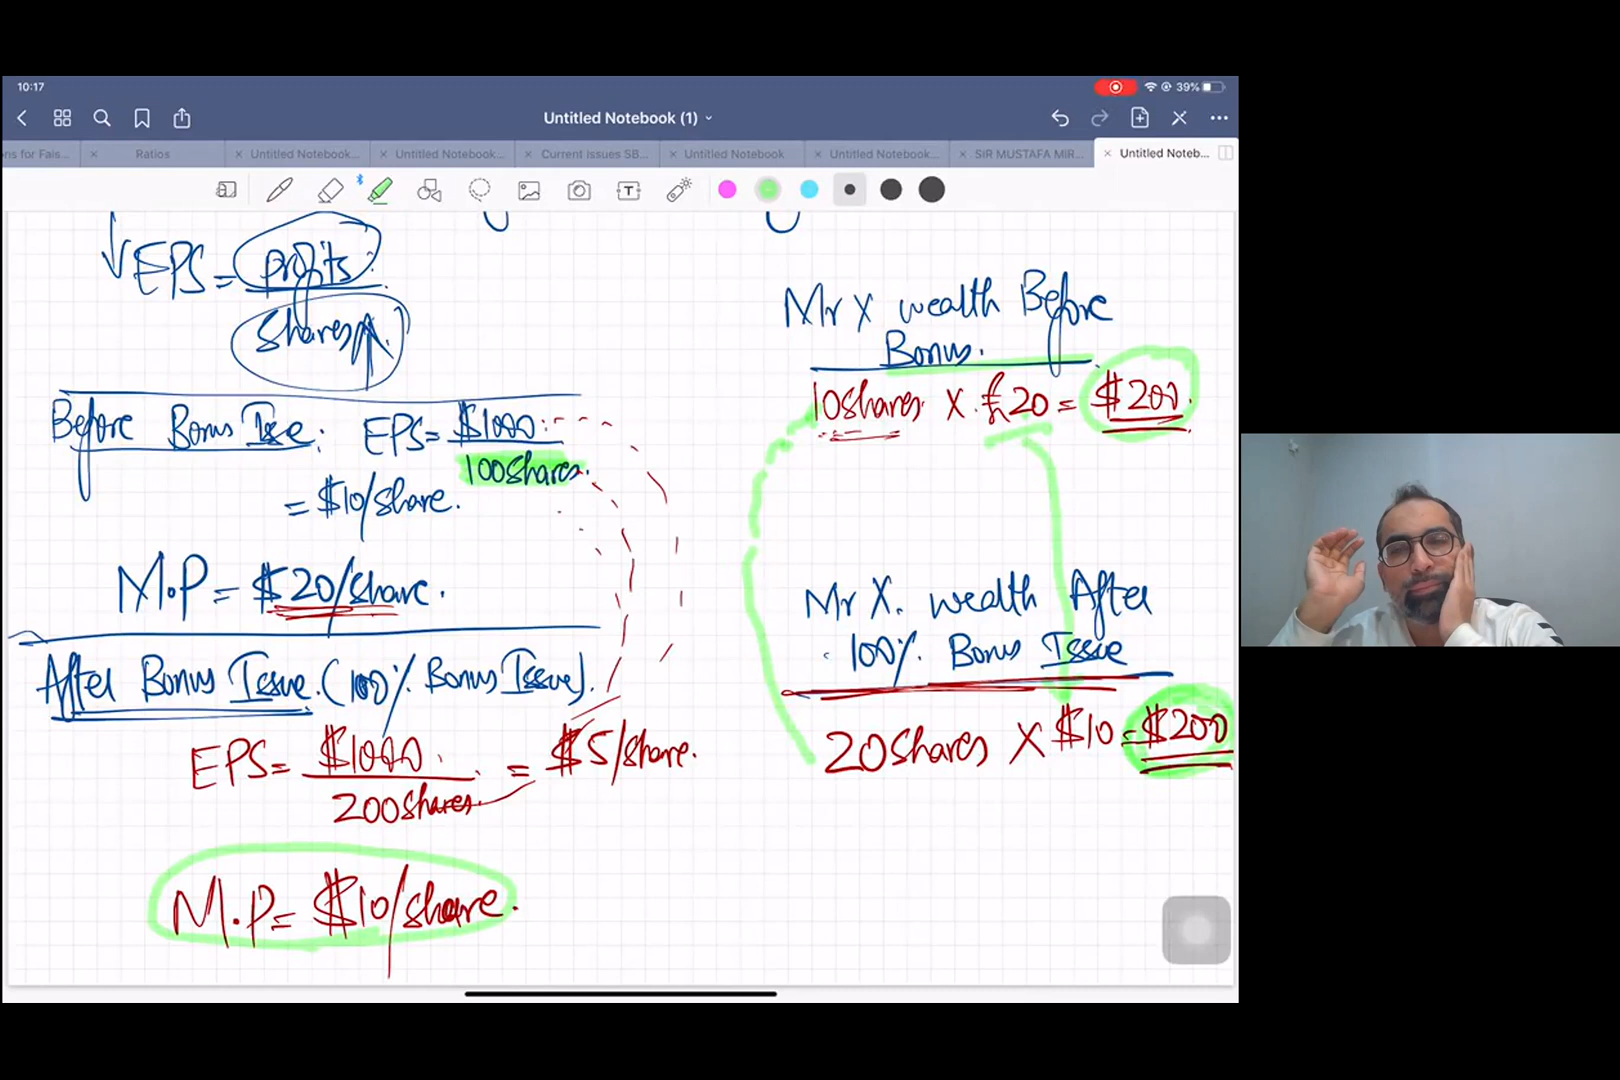 10:17
39%
Untitled Notebook (1)
ns for Fais...
Ratios
Untitled Notebook...
Untitled Notebook...
Current issues SB...
Untitled Notebook
Untitled Notebook...
SIR MUSTAFA MIR...
Untitled Noteb...
T
↓EPS = profits
shares↑
Before Bonus Issue: EPS = $1000
100 shares.
= $10/share.
M.P = $20/share.
After Bonus Issue. (100% Bonus Issue).
EPS = $1000 = $5/share.
200 shares.
M.P = $10/share.
Mr X wealth Before
Bonus.
10 shares X £20 = $200
Mr X. wealth After
100%. Bonus Issue
20 shares X $10 = $200